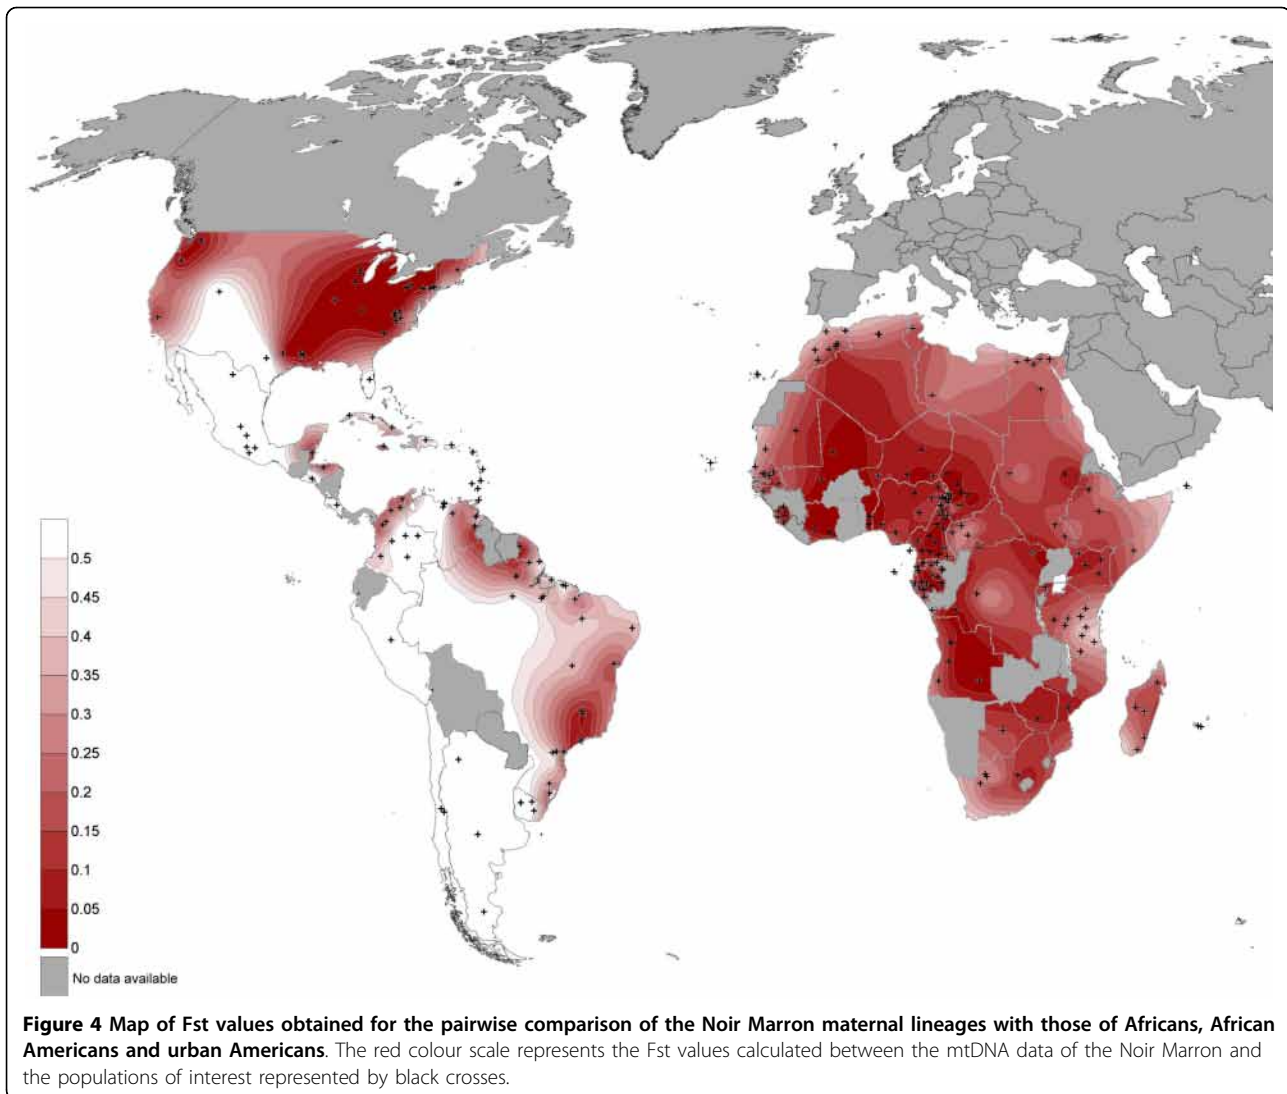 0.5
0.45
0.4
0.35
0.3
0.25
0.2
0.15
0.1
0.05
0
No data available
Figure 4 Map of Fst values obtained for the pairwise comparison of the Noir Marron maternal lineages with those of Africans, African
Americans and urban Americans. The red colour scale represents the Fst values calculated between the mtDNA data of the Noir Marron and
the populations of interest represented by black crosses.